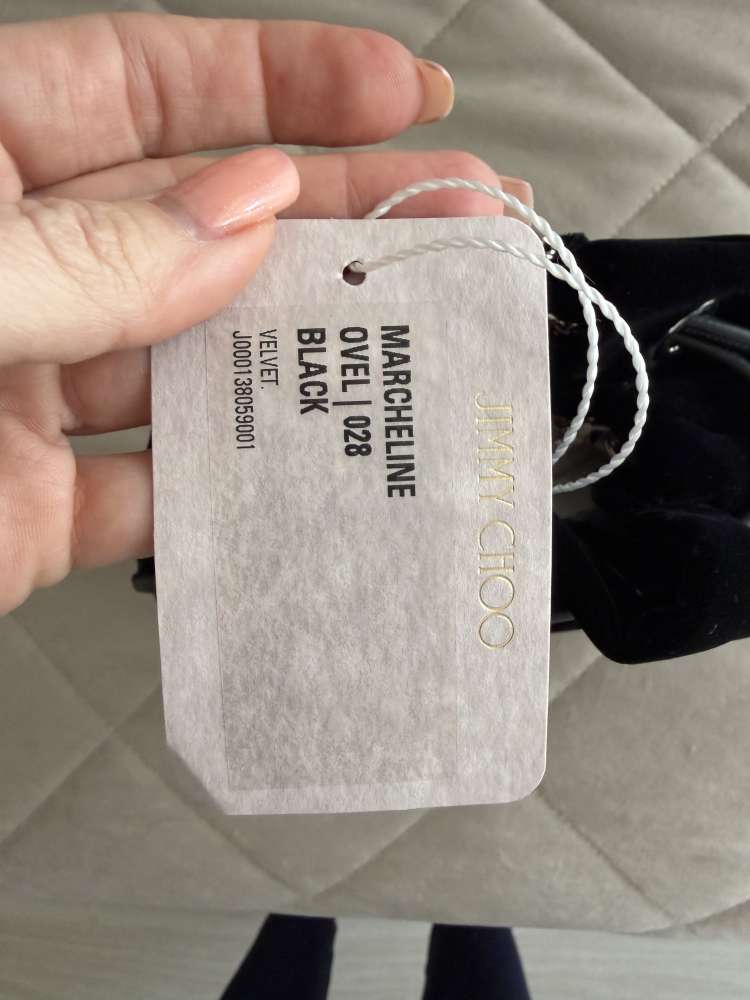 JIMMY CHOO
MARCHELINE
OVEL | 028
BLACK
VELVET.
J000138059001